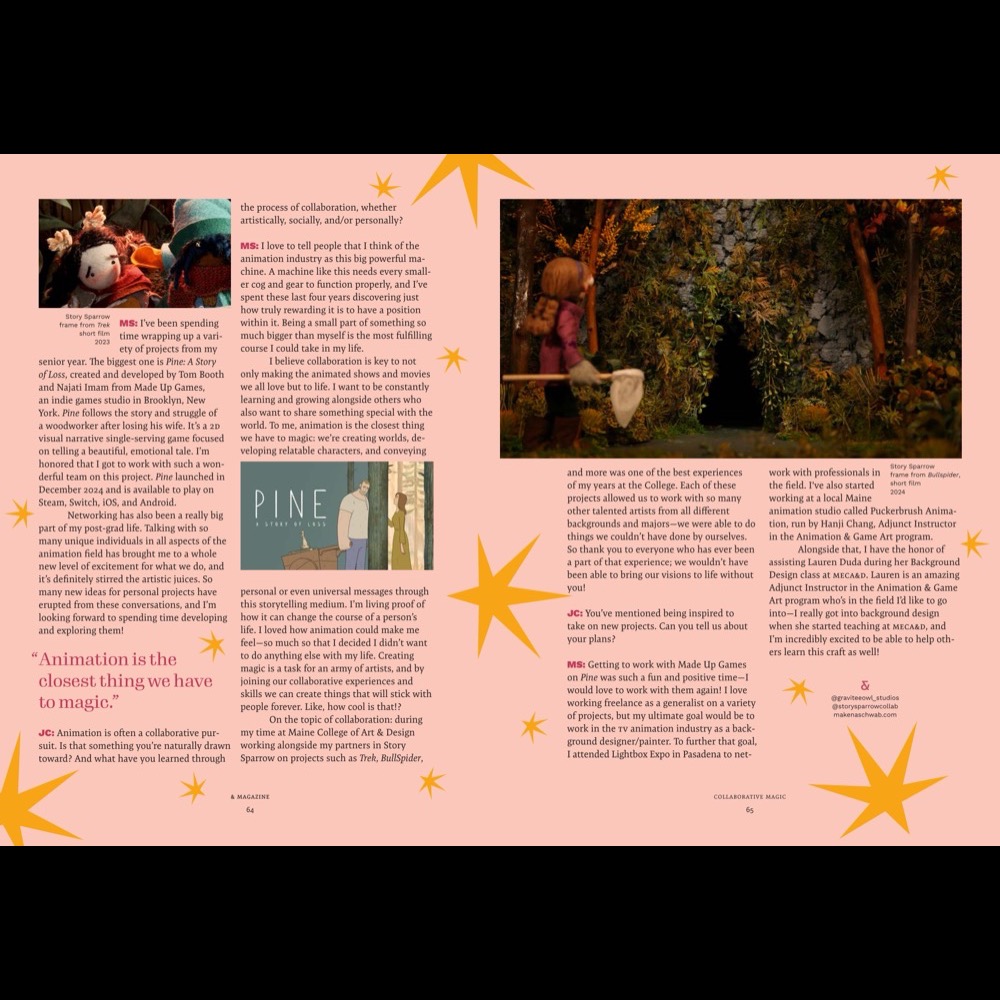 Story Sparrow
frame from Trek
short film
2023
MS: I've been spending
time wrapping up a vari-
ety of projects from my
senior year. The biggest one is Pine: A Story
of Loss, created and developed by Tom Booth
and Najati Imam from Made Up Games,
an indie games studio in Brooklyn, New
York. Pine follows the story and struggle of
a woodworker after losing his wife. It's a 2D
visual narrative single-serving game focused
on telling a beautiful, emotional tale. I'm
honored that I got to work with such a won-
derful team on this project. Pine launched in
December 2024 and is available to play on
Steam, Switch, iOS, and Android.
Networking has also been a really big
part of my post-grad life. Talking with so
many unique individuals in all aspects of the
animation field has brought me to a whole
new level of excitement for what we do, and
it's definitely stirred the artistic juices. So
many new ideas for personal projects have
erupted from these conversations, and I'm
looking forward to spending time developing
and exploring them!
“Animation is the
closest thing we have
to magic.”
JC: Animation is often a collaborative pur-
suit. Is that something you're naturally drawn
toward? And what have you learned through
the process of collaboration, whether
artistically, socially, and/or personally?
MS: I love to tell people that I think of the
animation industry as this big powerful ma-
chine. A machine like this needs every small-
er cog and gear to function properly, and I've
spent these last four years discovering just
how truly rewarding it is to have a position
within it. Being a small part of something so
much bigger than myself is the most fulfilling
course I could take in my life.
I believe collaboration is key to not
only making the animated shows and movies
we all love but to life. I want to be constantly
learning and growing alongside others who
also want to share something special with the
world. To me, animation is the closest thing
we have to magic: we're creating worlds, de-
veloping relatable characters, and conveying
PINE
A STORY OF LOSS
personal or even universal messages through
this storytelling medium. I'm living proof of
how it can change the course of a person's
life. I loved how animation could make me
feel—so much so that I decided I didn't want
to do anything else with my life. Creating
magic is a task for an army of artists, and by
joining our collaborative experiences and
skills we can create things that will stick with
people forever. Like, how cool is that!?
On the topic of collaboration: during
my time at Maine College of Art & Design
working alongside my partners in Story
Sparrow on projects such as Trek, BullSpider,
& MAGAZINE
64
and more was one of the best experiences
of my years at the College. Each of these
projects allowed us to work with so many
other talented artists from all different
backgrounds and majors—we were able to do
things we couldn't have done by ourselves.
So thank you to everyone who has ever been
a part of that experience; we wouldn't have
been able to bring our visions to life without
you!
JC: You've mentioned being inspired to
take on new projects. Can you tell us about
your plans?
MS: Getting to work with Made Up Games
on Pine was such a fun and positive time—I
would love to work with them again! I love
working freelance as a generalist on a variety
of projects, but my ultimate goal would be to
work in the TV animation industry as a back-
ground designer/painter. To further that goal,
I attended Lightbox Expo in Pasadena to net-
work with professionals in
the field. I've also started
working at a local Maine
animation studio called Puckerbrush Anima-
tion, run by Hanji Chang, Adjunct Instructor
in the Animation & Game Art program.
Alongside that, I have the honor of
assisting Lauren Duda during her Background
Design class at MECA&D. Lauren is an amazing
Adjunct Instructor in the Animation & Game
Art program who's in the field I'd like to go
into—I really got into background design
when she started teaching at MECA&D, and
I'm incredibly excited to be able to help oth-
ers learn this craft as well!
Story Sparrow
frame from Bullspider,
short film
2024
&
@graviteeowl_studios
@storysparrowcollab
makenaschwab.com
COLLABORATIVE MAGIC
65